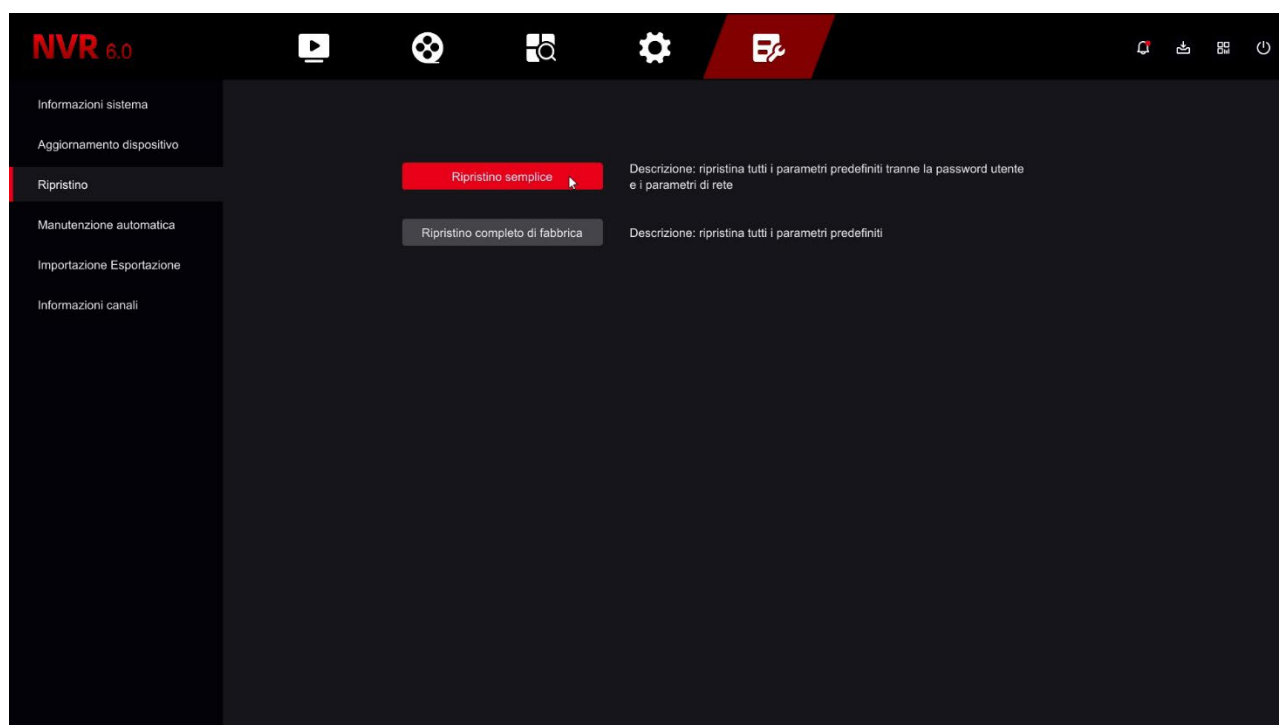 NVR 6.0
Informazioni sistema
Aggiornamento dispositivo
Ripristino
Manutenzione automatica
Importazione Esportazione
Informazioni canali
Ripristino semplice
Descrizione: ripristina tutti i parametri predefiniti tranne la password utente
e i parametri di rete
Ripristino completo di fabbrica
Descrizione: ripristina tutti i parametri predefiniti